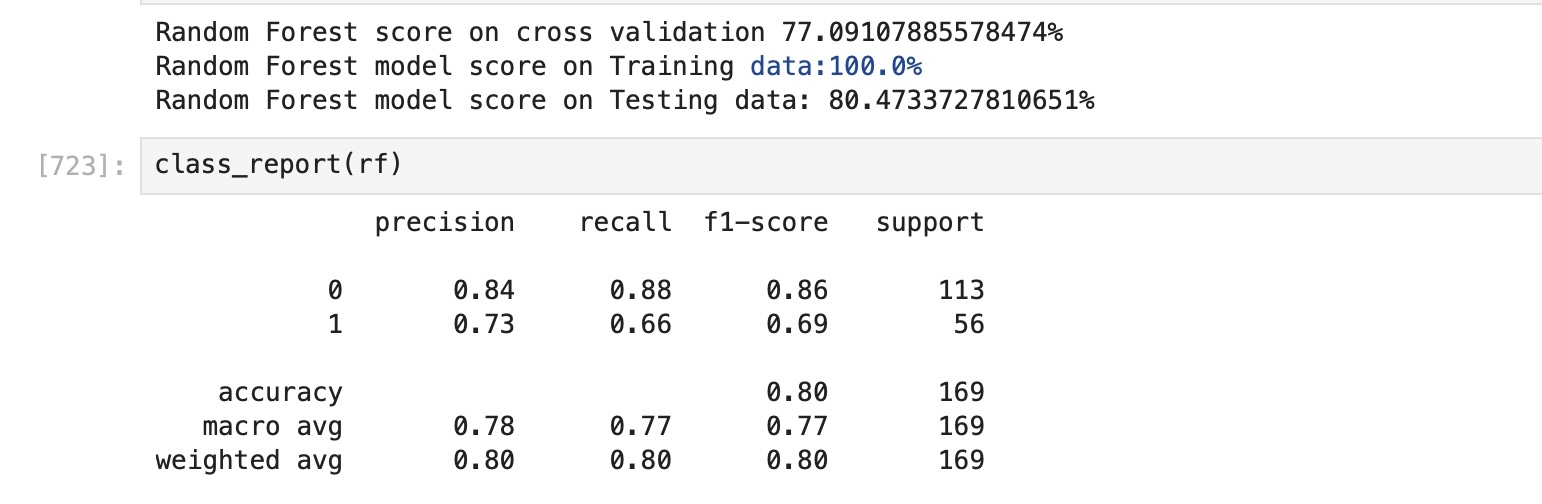 Random Forest score on cross validation 77.09107885578474%
Random Forest model score on Training data:100.0%
Random Forest model score on Testing data: 80.4733727810651%
[723]: class_report(rf)
precision recall f1-score support
0 0.84 0.88 0.86 113
1 0.73 0.66 0.69 56
accuracy 0.80 169
macro avg 0.78 0.77 0.77 169
weighted avg 0.80 0.80 0.80 169